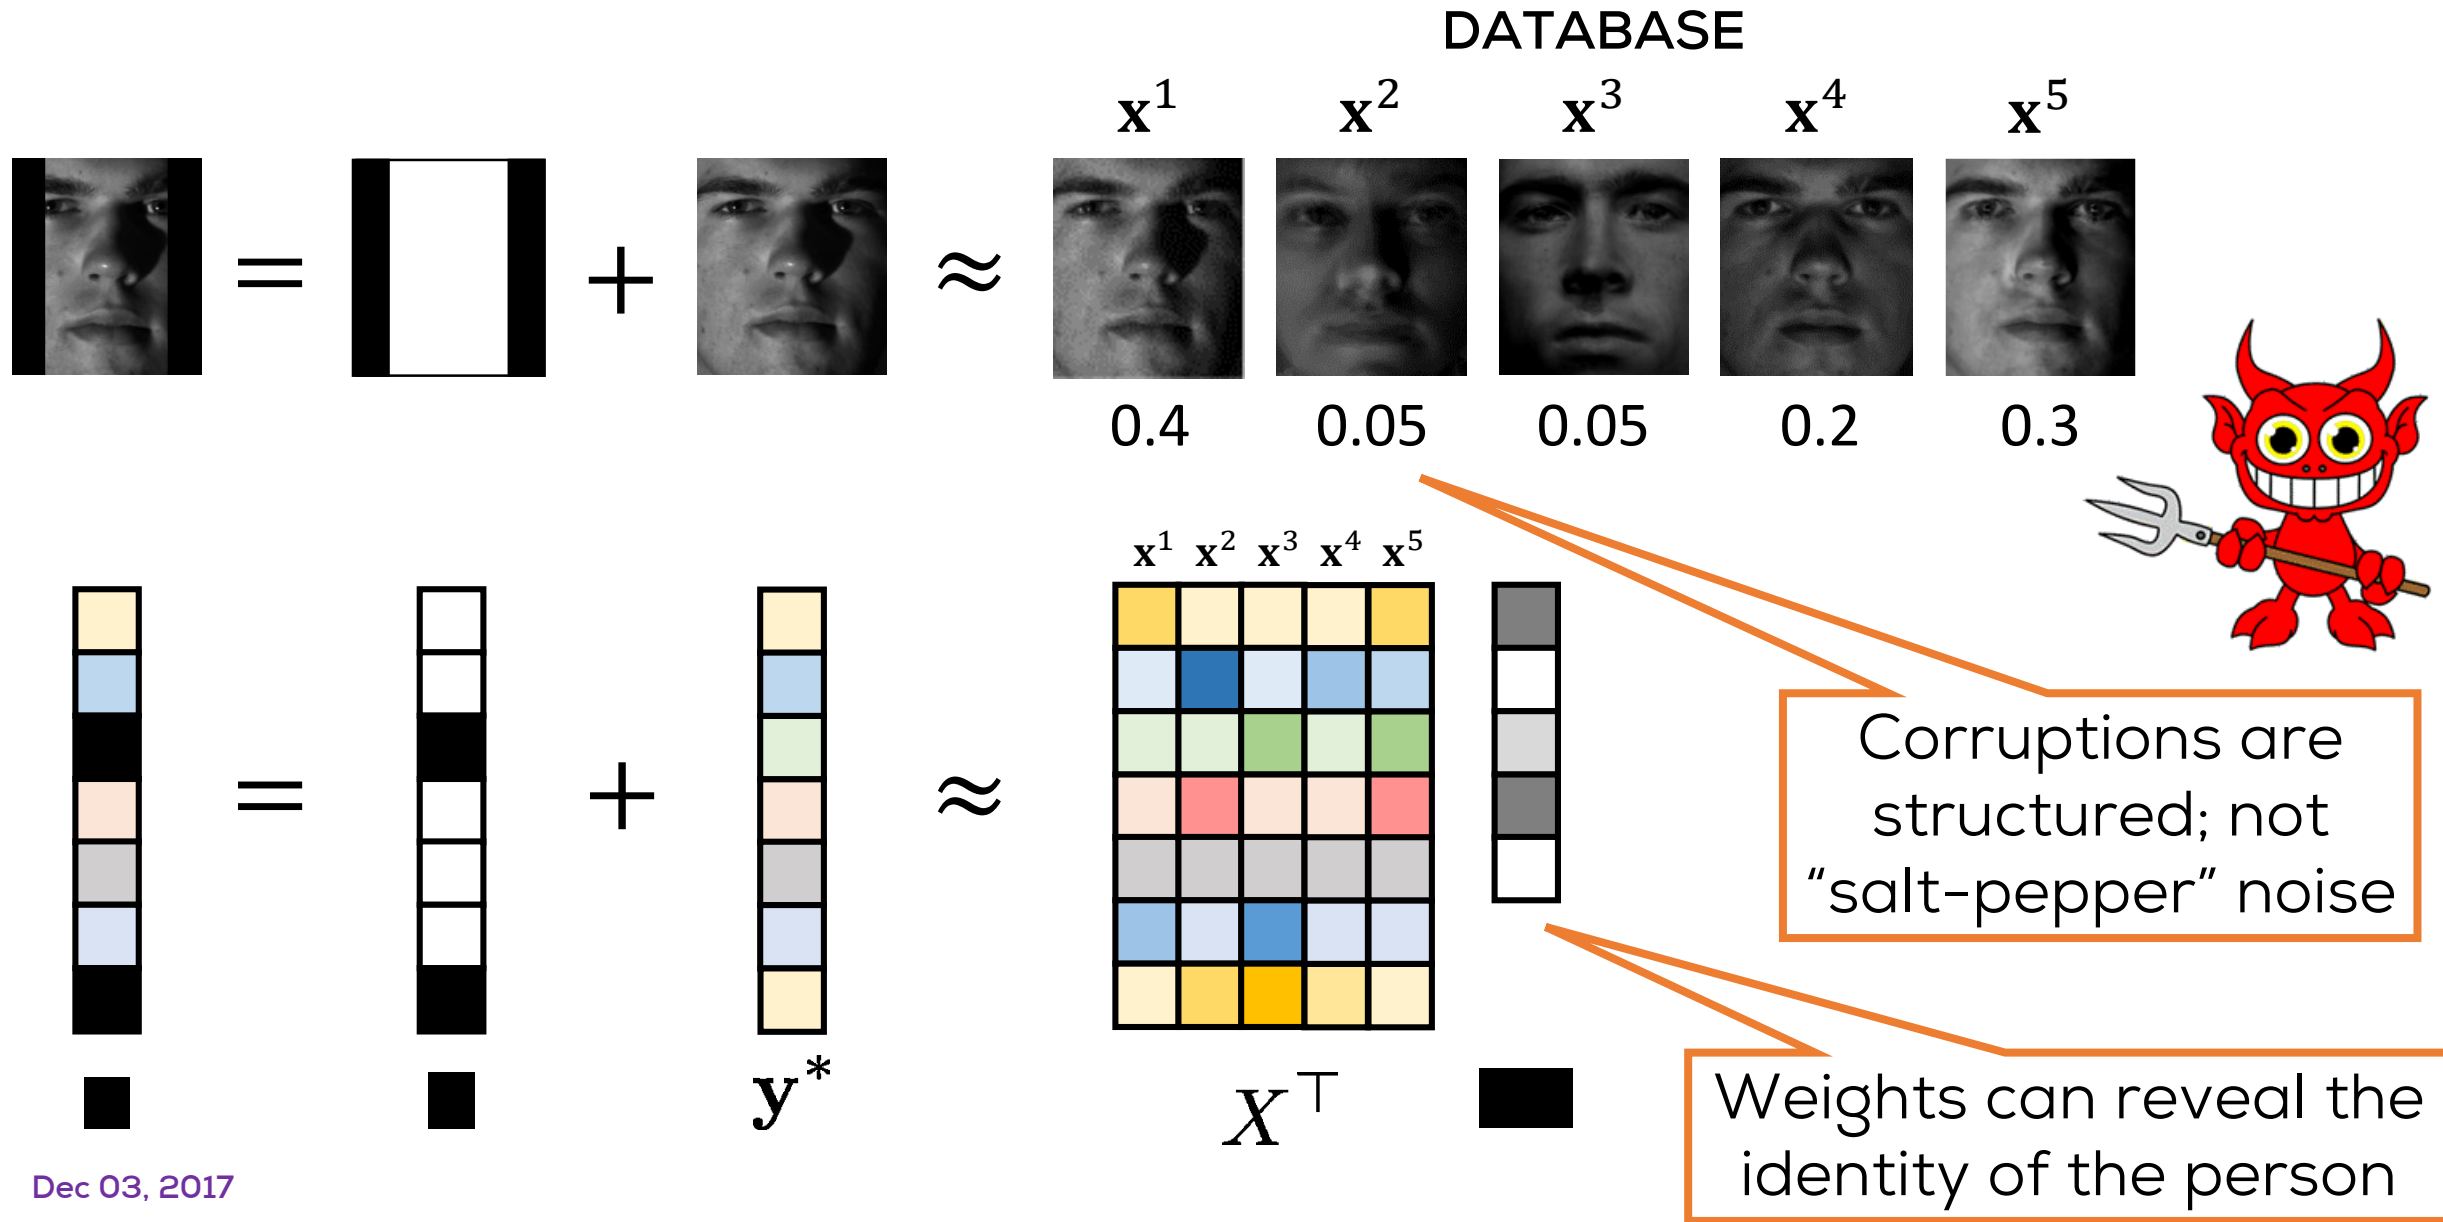 DATABASE
x¹ x² x³ x⁴ x⁵
= + ≈
0.4 0.05 0.05 0.2 0.3
x¹ x² x³ x⁴ x⁵
= + ≈
Corruptions are
structured; not
“salt-pepper” noise
y* X⊤
Weights can reveal the
identity of the person
Dec 03, 2017